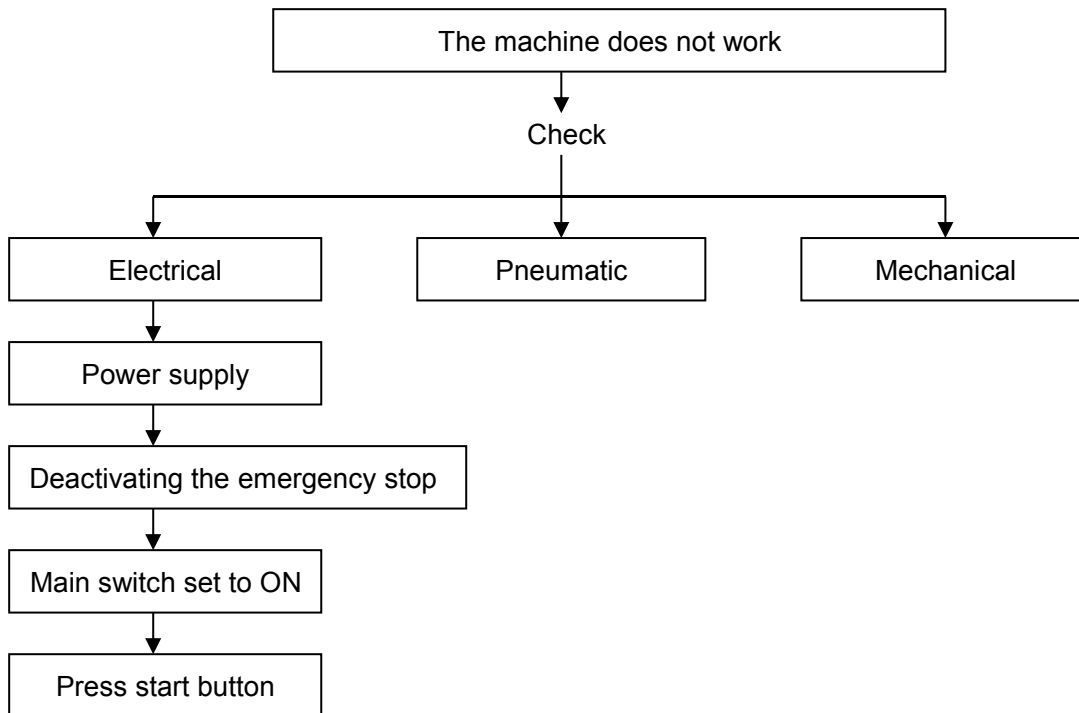 The machine does not work
Check
Electrical
Pneumatic
Mechanical
Power supply
Deactivating the emergency stop
Main switch set to ON
Press start button